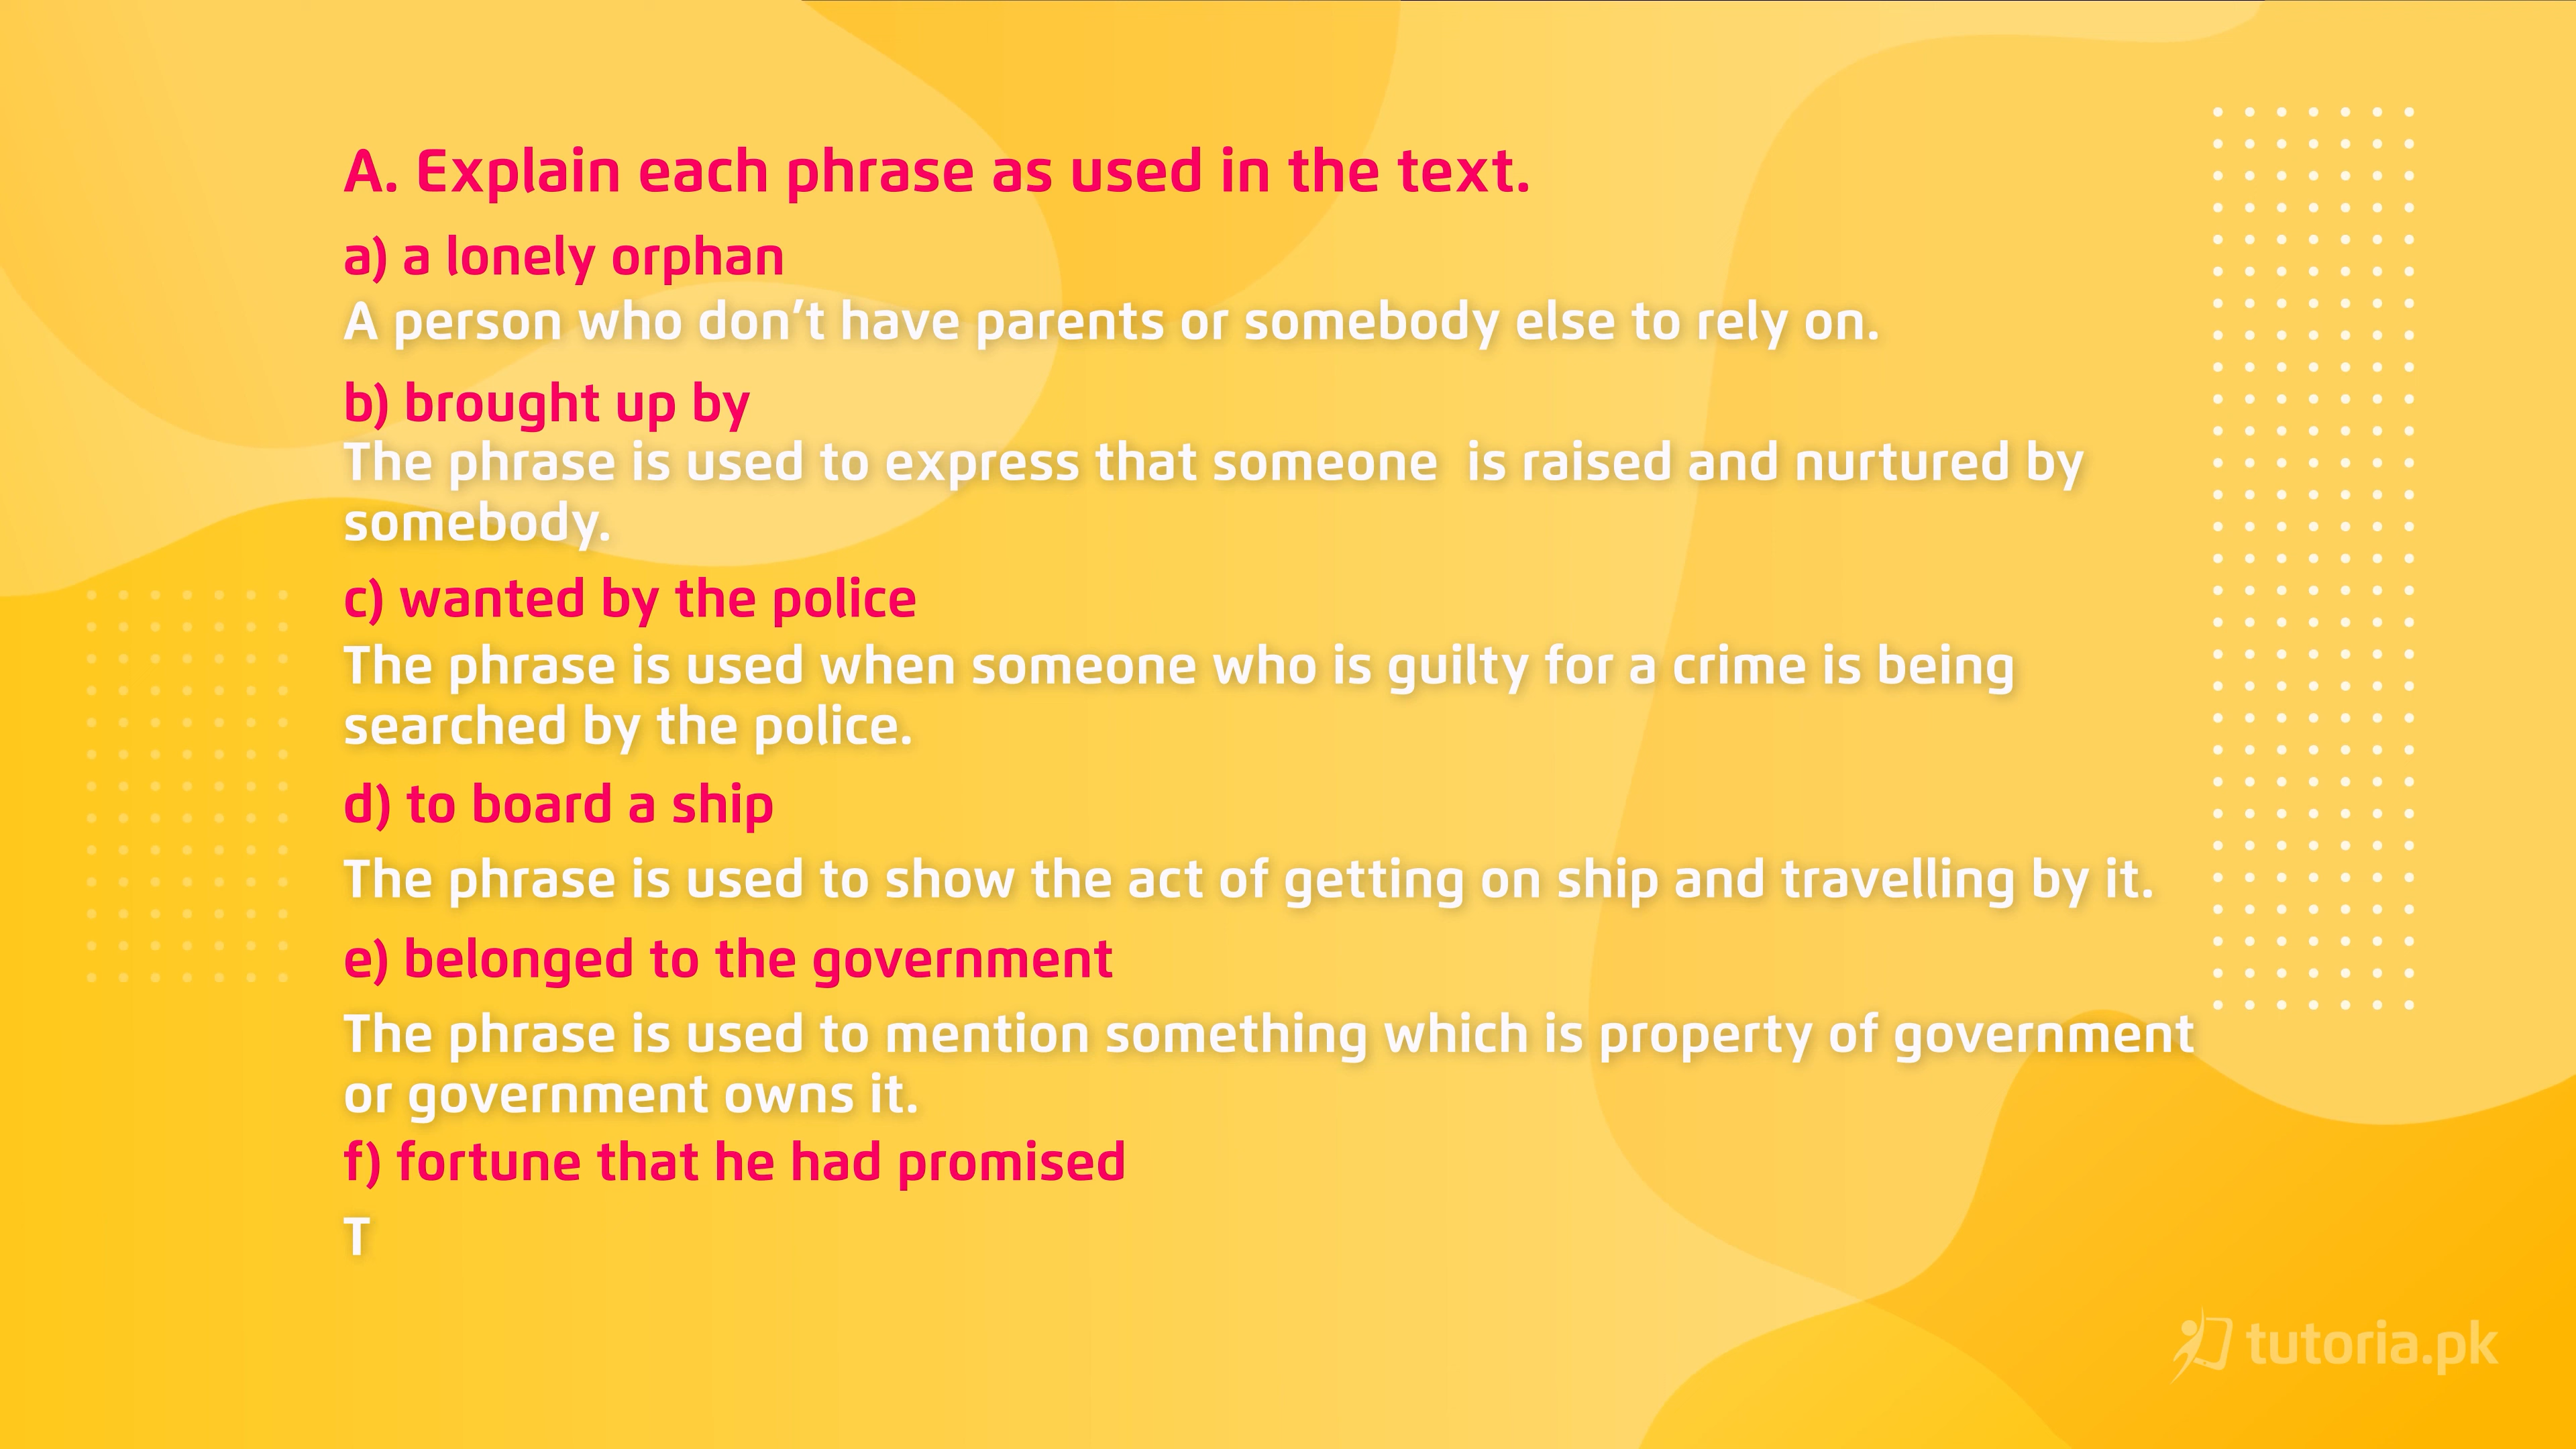 A. Explain each phrase as used in the text.
a) a lonely orphan
A person who don’t have parents or somebody else to rely on.
b) brought up by
The phrase is used to express that someone  is raised and nurtured by
somebody.
c) wanted by the police
The phrase is used when someone who is guilty for a crime is being
searched by the police.
d) to board a ship
The phrase is used to show the act of getting on ship and travelling by it.
e) belonged to the government
The phrase is used to mention something which is property of government
or government owns it.
f) fortune that he had promised
T
tutoria.pk